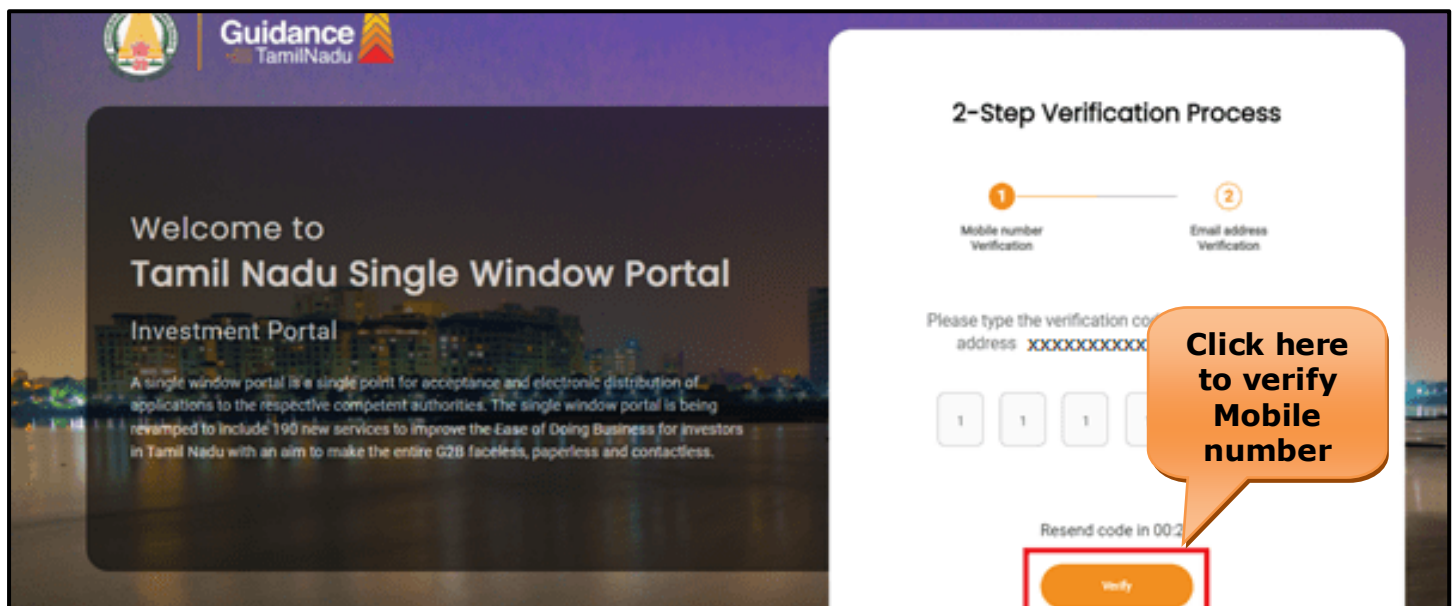 Guidance
TamilNadu
Welcome to
Tamil Nadu Single Window Portal
Investment Portal
A single window portal is a single point for acceptance and electronic distribution of
applications to the respective competent authorities. The single window portal is being
revamped to include 190 new services to improve the Ease of Doing Business for investors
in Tamil Nadu with an aim to make the entire G2B faceless, paperless and contactless.
2-Step Verification Process
1
2
Mobile number
Verification
Email address
Verification
Please type the verification
address xxxxxxxxxx
1 1 1
Resend code in
Verify
Click here
to verify
Mobile
number